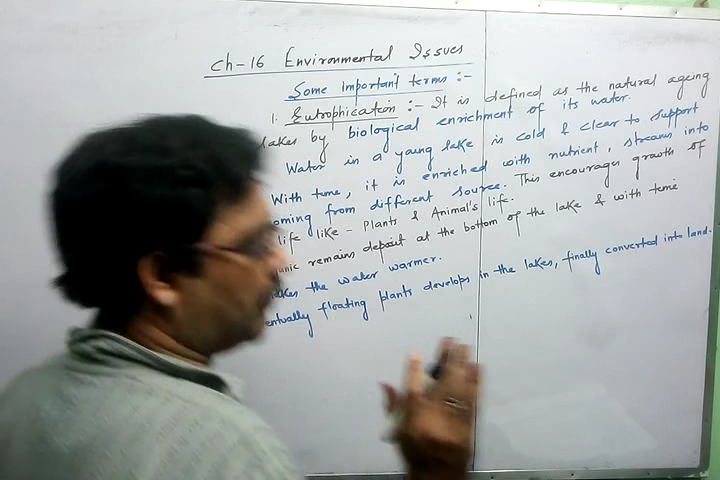 Ch-16 Environmental Issues
Some important terms :-
1. Eutrophication :- It is defined as the natural ageing
lakes by biological enrichment of its water.
Water in a young lake is cold & clear to support
With time, it is enriched with nutrient, streams into
coming from different source. This encourages growth of
life like - Plants & Animal's life.
remains deposit at the bottom of the lake & with time
the water warmer.
floating plants develops in the lakes, finally converted into land.